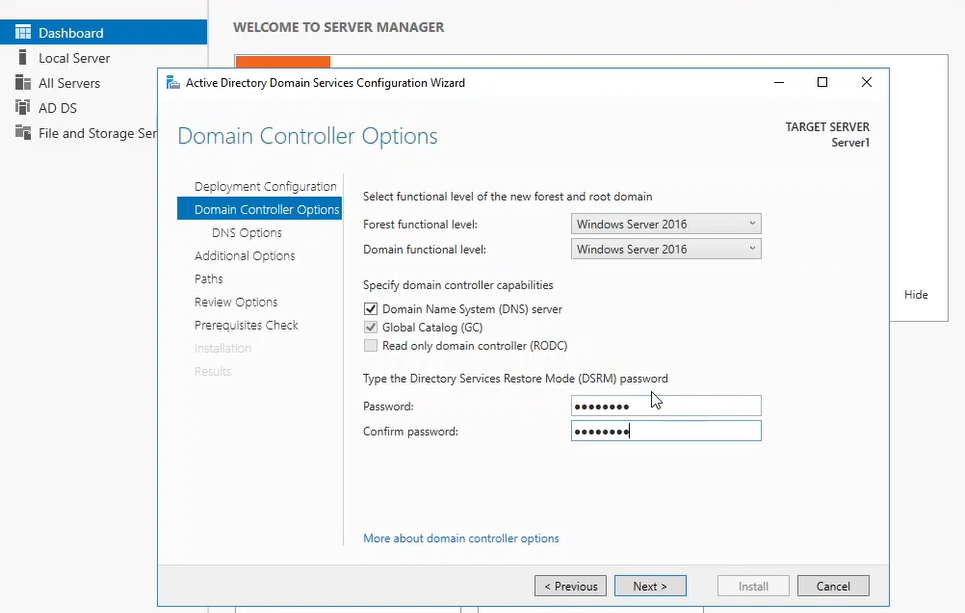 WELCOME TO SERVER MANAGER
Dashboard
Local Server
All Servers
AD DS
File and Storage Ser
Active Directory Domain Services Configuration Wizard
Domain Controller Options
TARGET SERVER
Server1
Deployment Configuration
Domain Controller Options
DNS Options
Additional Options
Paths
Review Options
Prerequisites Check
Installation
Results
Select functional level of the new forest and root domain
Forest functional level: Windows Server 2016
Domain functional level: Windows Server 2016
Specify domain controller capabilities
Domain Name System (DNS) server
Global Catalog (GC)
Read only domain controller (RODC)
Type the Directory Services Restore Mode (DSRM) password
Password: ●●●●●●●●
Confirm password: ●●●●●●●●
More about domain controller options
Hide
< Previous Next > Install Cancel